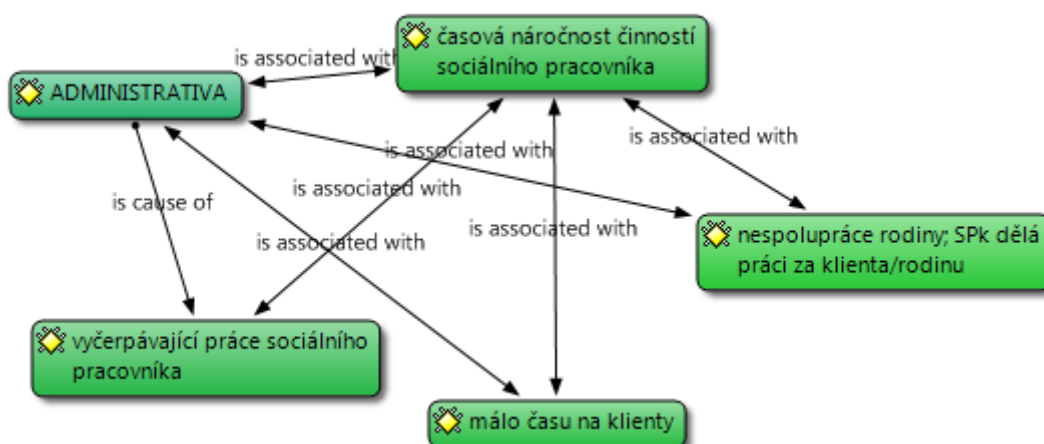 časová náročnost činností
sociálního pracovníka
is associated with
ADMINISTRATIVA
is associated with
is associated with
is associated with
is cause of
is associated with
is associated with
nespolupráce rodiny; SPk dělá
práci za klienta/rodinu
vyčerpávající práce sociálního
pracovníka
málo času na klienty